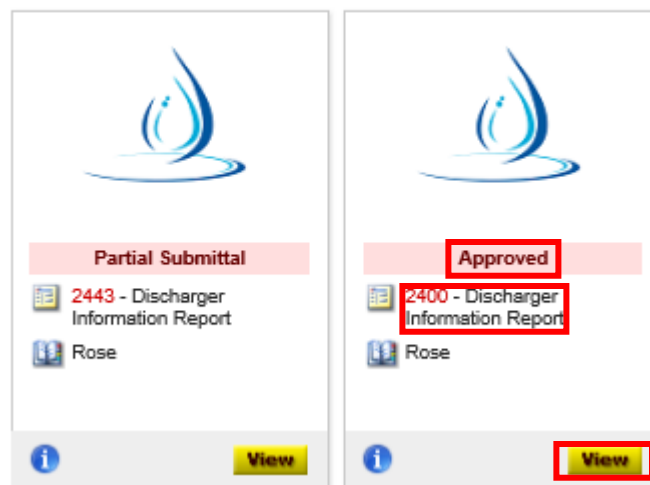 Partial Submittal
2443 - Discharger
Information Report
Rose
View
Approved
2400 - Discharger
Information Report
Rose
View